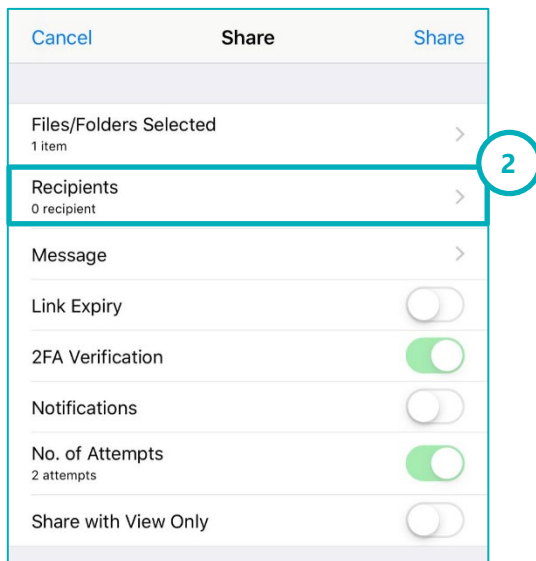 Cancel Share Share
Files/Folders Selected
1 item
2
Recipients
0 recipient
Message
Link Expiry
2FA Verification
Notifications
No. of Attempts
2 attempts
Share with View Only